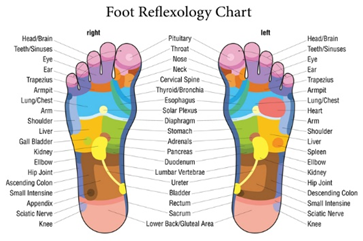 Foot Reflexology Chart
right
left
Head/Brain
Teeth/Sinuses
Eye
Ear
Trapezius
Armpit
Lung/Chest
Arm
Shoulder
Liver
Gall Bladder
Kidney
Ellbow
Hip Joint
Ascending Colon
Small Intensine
Appendix
Sciatic Nerve
Knee
Pituitary
Throat
Nose
Neck
Cervical Spine
Thyroid/Bronchia
Esophagus
Solar Plexus
Diaphragm
Stomach
Adrenals
Pancreas
Duodenum
Lumbar Vertebrae
Ureter
Bladder
Rectum
Sacrum
Lower Back/Gluteal Area
Head/Brain
Teeth/Sinuses
Eye
Ear
Trapezius
Armpit
Lung/Chest
Heart
Arm
Shoulder
Liver
Spleen
Kidney
Ellbow
Hip Joint
Descending Colon
Small Intensine
Sciatic Nerve
Knee